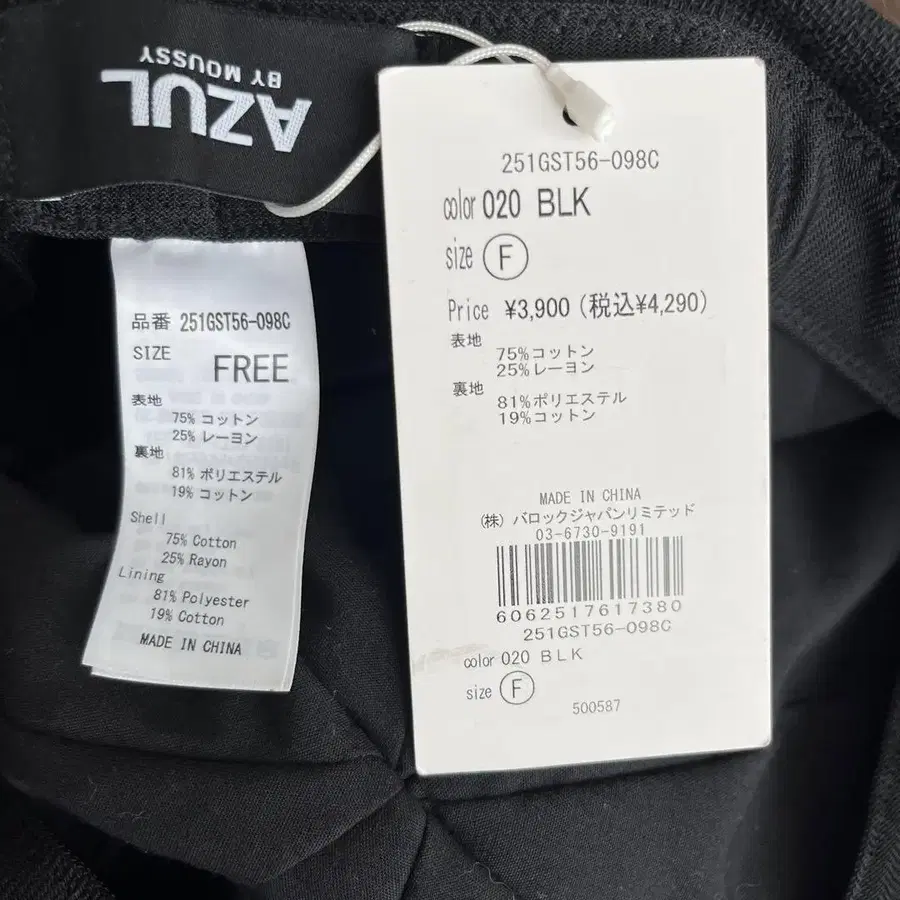 AZUL
BY MOUSSY
品番 251GST56-098C
SIZE
FREE
表地
75% コットン
25% レーヨン
裏地
81% ポリエステル
19% コットン
Shell
75% Cotton
25% Rayon
Lining
81% Polyester
19% Cotton
MADE IN CHINA
251GST56-098C
color 020 BLK
size F
Price ¥3,900 (税込¥4,290)
表地
75%コットン
25%レーヨン
裏地
81%ポリエステル
19%コットン
MADE IN CHINA
(株) バロックジャパンリミテッド
03-6730-9191
6062517617380
251GST56-098C
color 020 BLK
size F
500587